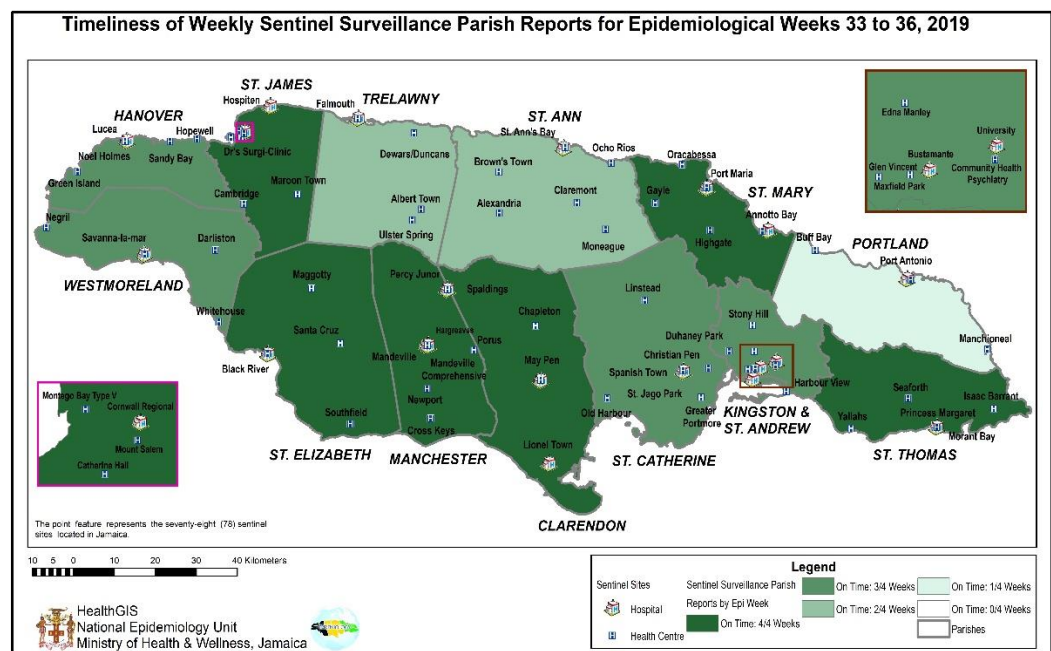 Timeliness of Weekly Sentinel Surveillance Parish Reports for Epidemiological Weeks 33 to 36, 2019
ST. JAMES
Hospiten
TRELAWNY
Falmouth
HANOVER
Lucea
Hopewell
Noel Holmes
Sandy Bay
Green Island
Dr's Surgi-Clinic
Cambridge
Maroon Town
Dewars/Duncans
Albert Town
Ulster Spring
ST. ANN
St. Ann's Bay
Ocho Rios
Brown's Town
Claremont
Alexandria
Moneague
Oracabessa
Port Maria
ST. MARY
Gayle
Annotto Bay
Highgate
Buff Bay
PORTLAND
Port Antonio
Manchioneal
Edna Manley
University
Bustamante
Glen Vincent
Community Health
Psychiatry
Maxfield Park
Negril
Savanna-la-mar
Darliston
WESTMORELAND
Whitehouse
Maggotty
Santa Cruz
Black River
Southfield
ST. ELIZABETH
Percy Junor
Spaldings
Hargreaves
Mandeville
Porus
Mandeville
Comprehensive
Newport
Cross Keys
MANCHESTER
Chapleton
May Pen
Lionel Town
CLARENDON
Linstead
Christian Pen
Spanish Town
St. Jago Park
Old Harbour
Greater
Portmore
ST. CATHERINE
Stony Hill
Duhaney Park
Harbour View
KINGSTON &
ST. ANDREW
Seaforth
Isaac Barrant
Yallahs
Princess Margaret
Morant Bay
ST. THOMAS
Montego Bay Type V
Cornwall Regional
Mount Salem
Catherine Hall
The point feature represents the seventy-eight (78) sentinel
sites located in Jamaica.
10 5 0 10 20 30 40 Kilometers
HealthGIS
National Epidemiology Unit
Ministry of Health & Wellness, Jamaica
Legend
Sentinel Sites
Hospital
Health Centre
Sentinel Surveillance Parish
Reports by Epi Week
On Time: 4/4 Weeks
On Time: 3/4 Weeks
On Time: 2/4 Weeks
On Time: 1/4 Weeks
On Time: 0/4 Weeks
Parishes